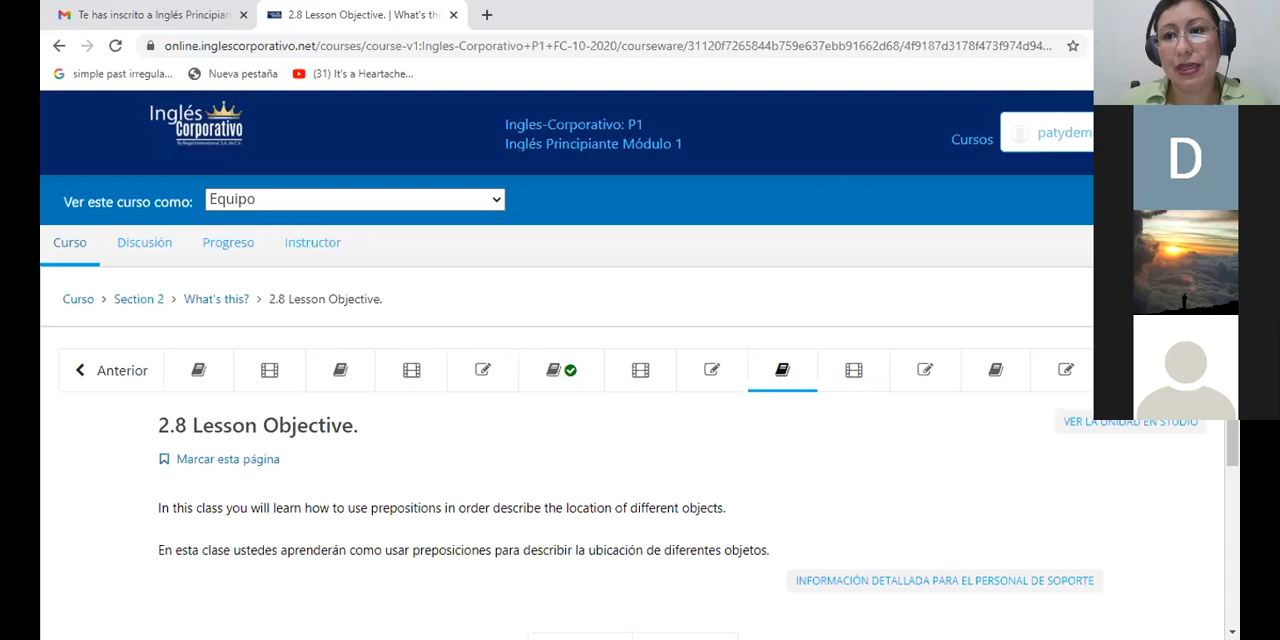 Te has inscrito a Inglés Principian
2.8 Lesson Objective. | What's thi
online.inglescorporativo.net/courses/course-v1:Ingles-Corporativo+P1+FC-10-2020/courseware/31120f7265844b759e637ebb91662d68/4f9187d3178f473f974d94...
simple past irregula...
Nueva pestaña
(31) It's a Heartache...
Inglés
Corporativo
Ingles-Corporativo: P1
Inglés Principiante Módulo 1
Cursos
patydem
Ver este curso como:
Equipo
Curso
Discusión
Progreso
Instructor
Curso > Section 2 > What's this? > 2.8 Lesson Objective.
Anterior
2.8 Lesson Objective.
VER LA UNIDAD EN STUDIO
Marcar esta página
In this class you will learn how to use prepositions in order describe the location of different objects.
En esta clase ustedes aprenderán como usar preposiciones para describir la ubicación de diferentes objetos.
INFORMACIÓN DETALLADA PARA EL PERSONAL DE SOPORTE
D